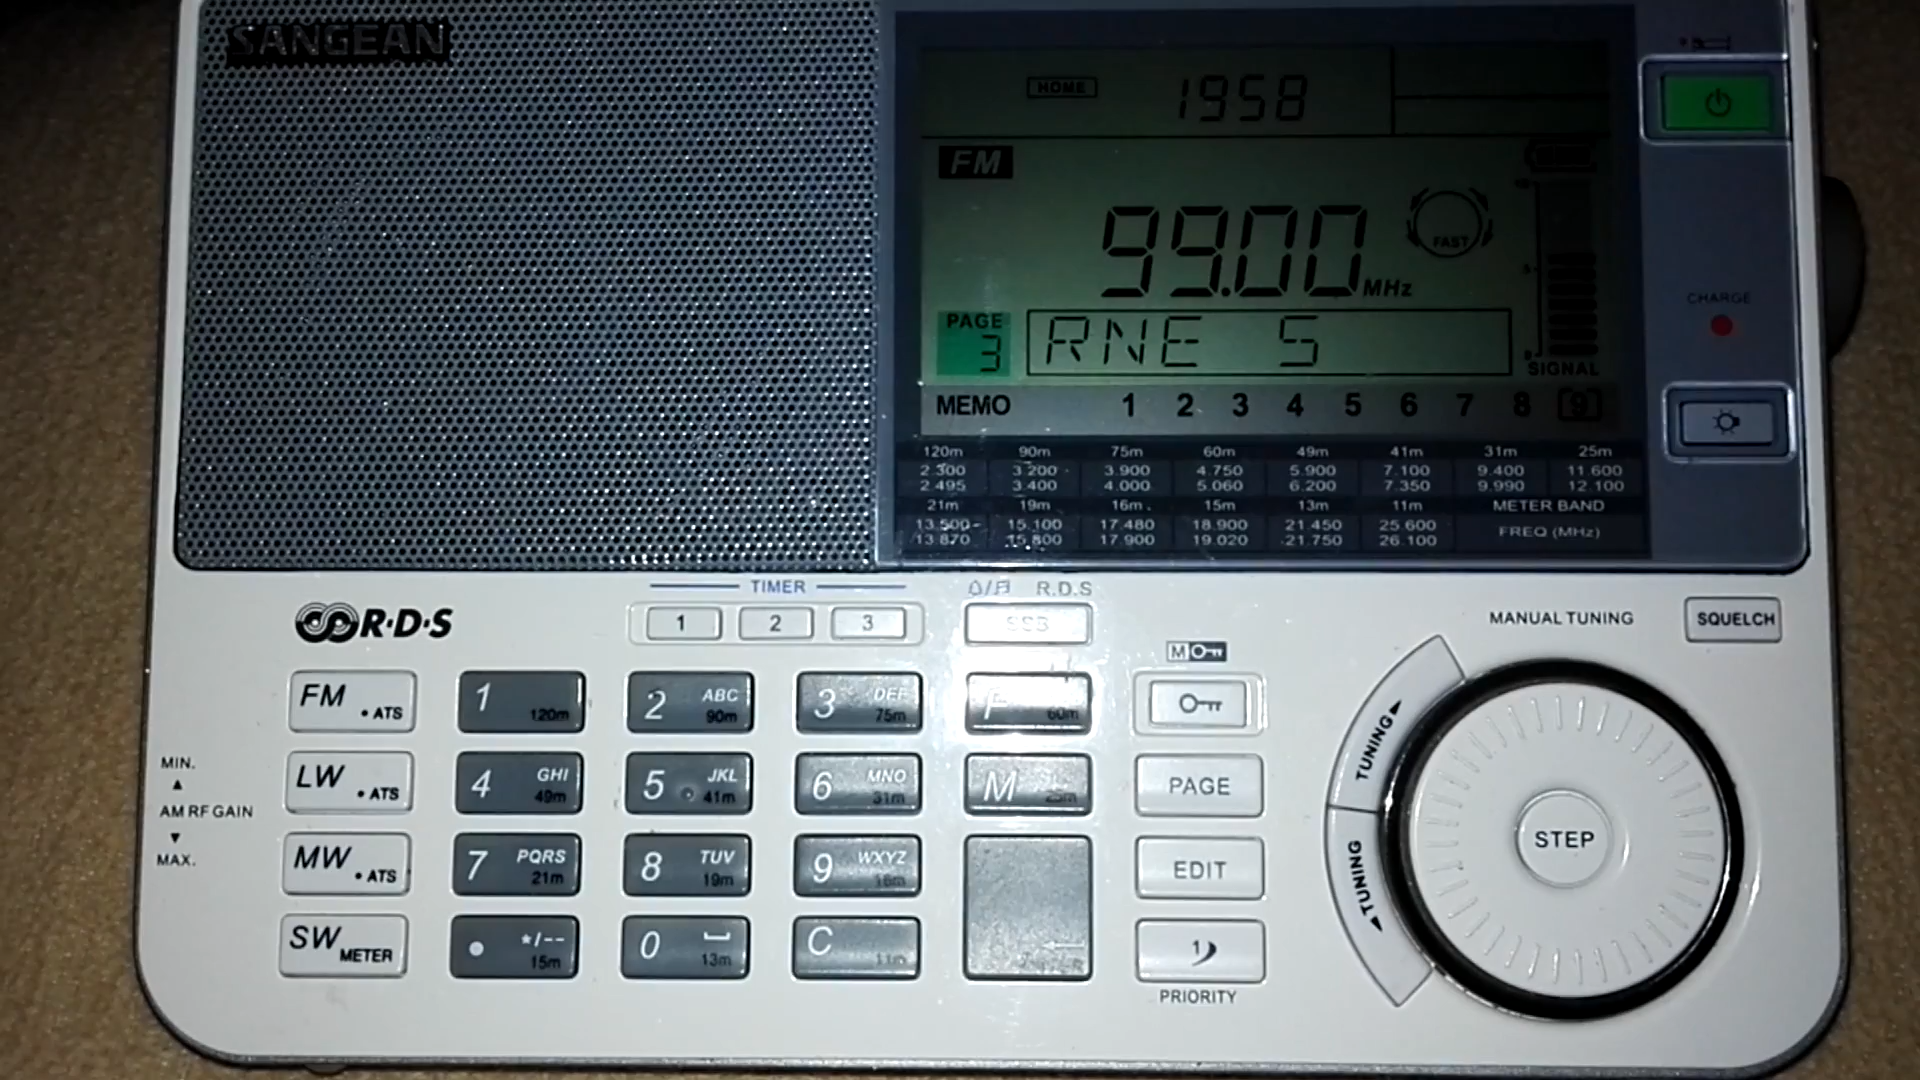 SANGEAN
HOME 1958
FM
99.00 MHz
FAST
PAGE
3
RNE 5
SIGNAL
MEMO 1 2 3 4 5 6 7 8 9
CHARGE
120m 90m 75m 60m 49m 41m 31m 25m
2.300 3.200 3.900 4.750 5.900 7.100 9.400 11.600
2.495 3.400 4.000 5.060 6.200 7.350 9.990 12.100
21m 19m 16m 15m 13m 11m METER BAND
13.500 15.100 17.480 18.900 21.450 25.600 FREQ (MHz)
13.870 15.800 17.900 19.020 21.750 26.100
TIMER
R.D.S
R·D·S
1 2 3 SSB
MANUAL TUNING
SQUELCH
M
FM • ATS
1 120m
2 ABC 90m
3 DEF 75m
F 60m
LW • ATS
4 GHI 49m
5 JKL 41m
6 MNO 31m
M 25m
PAGE
MIN.
AM RF GAIN
MAX.
MW • ATS
7 PQRS 21m
8 TUV 19m
9 WXYZ 16m
EDIT
SW METER
• */-- 15m
0 13m
C 11m
1
PRIORITY
TUNING
TUNING
STEP